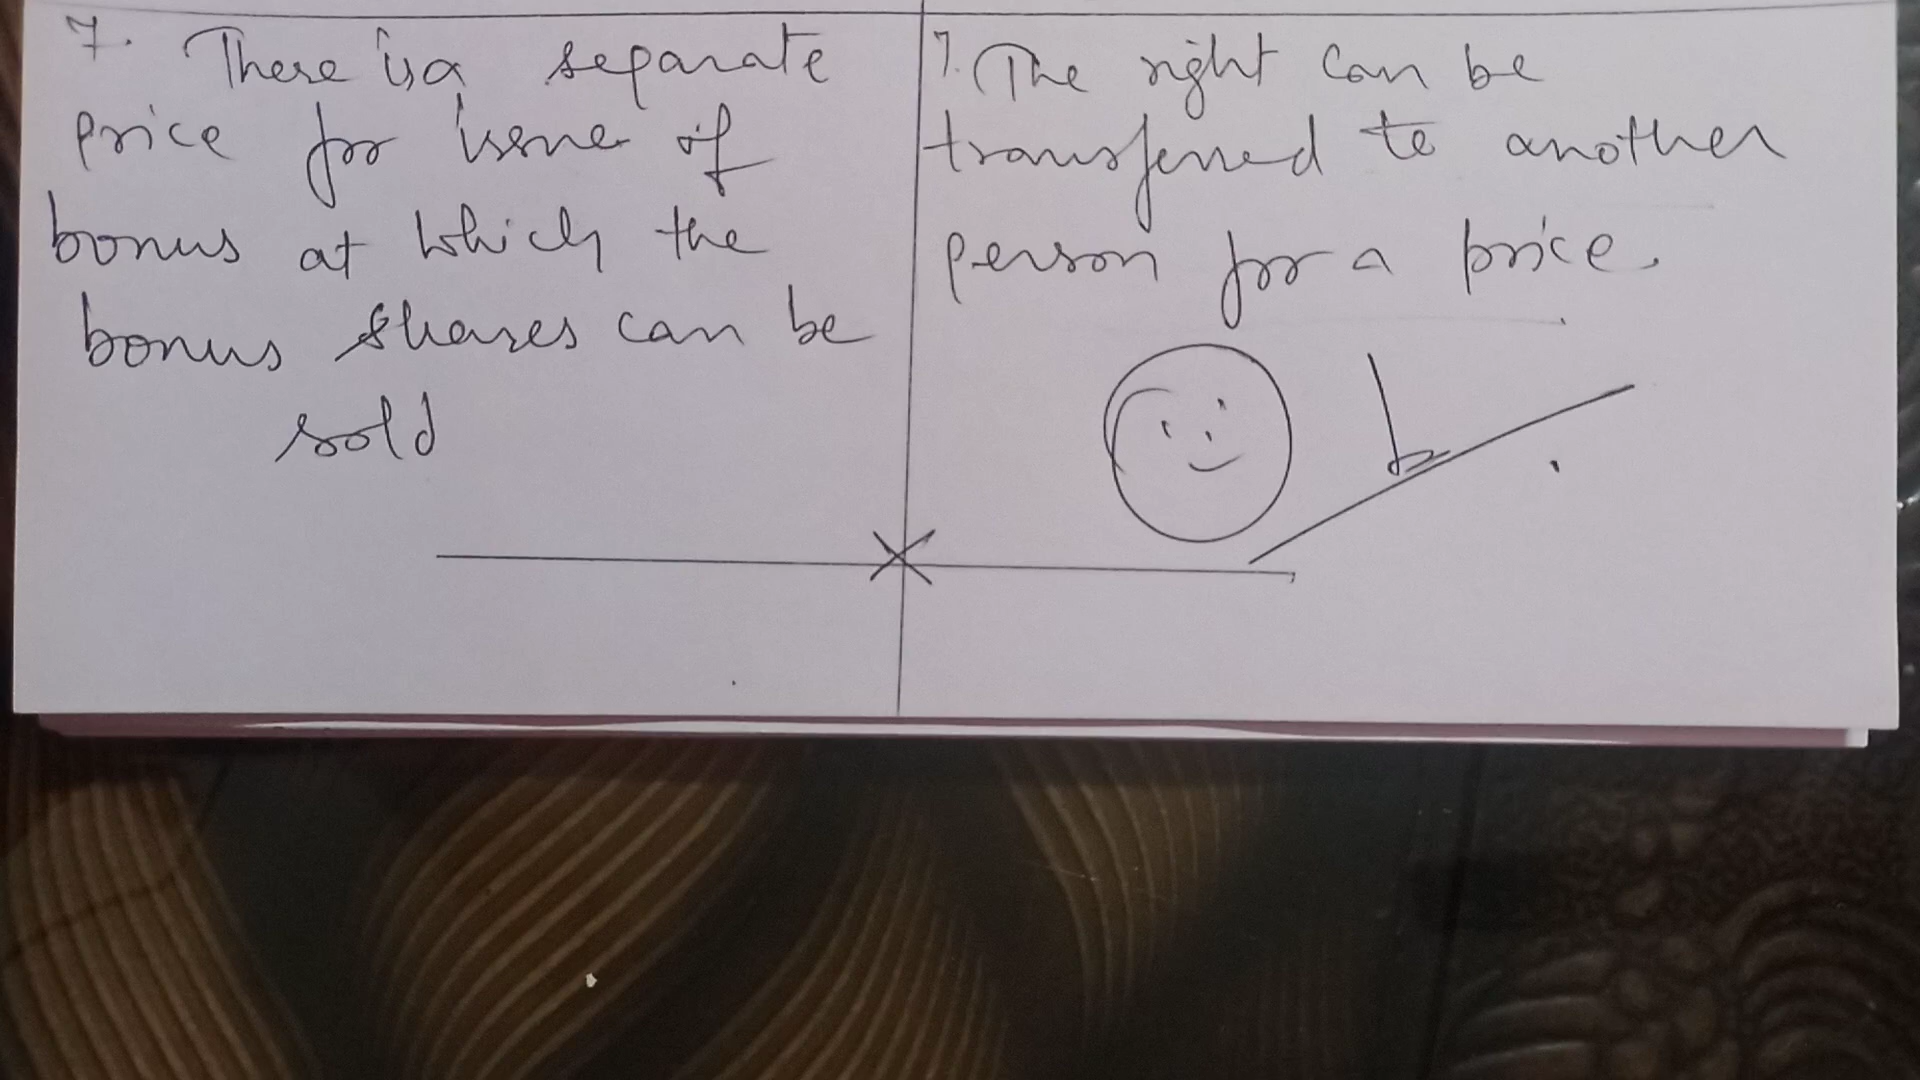 7. There is a separate
price for issue of
bonus at which the
bonus shares can be
sold
7. The right can be
transferred to another
person for a price.